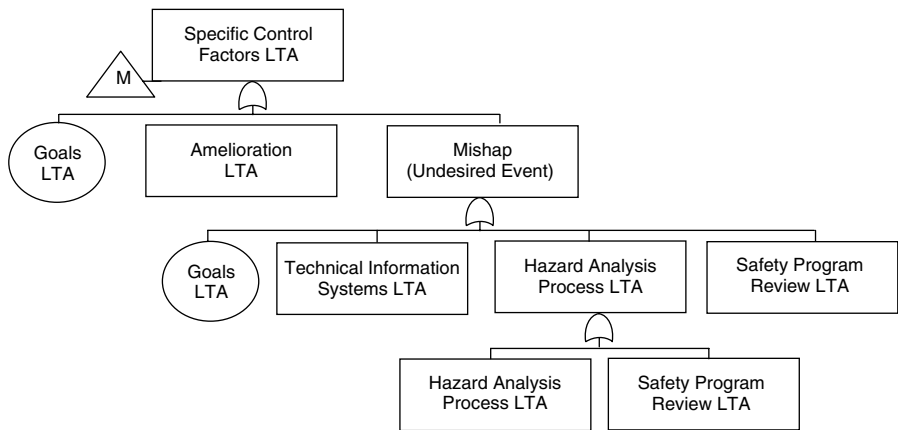 Specific Control
Factors LTA
M
Goals
LTA
Amelioration
LTA
Mishap
(Undesired Event)
Goals
LTA
Technical Information
Systems LTA
Hazard Analysis
Process LTA
Safety Program
Review LTA
Hazard Analysis
Process LTA
Safety Program
Review LTA